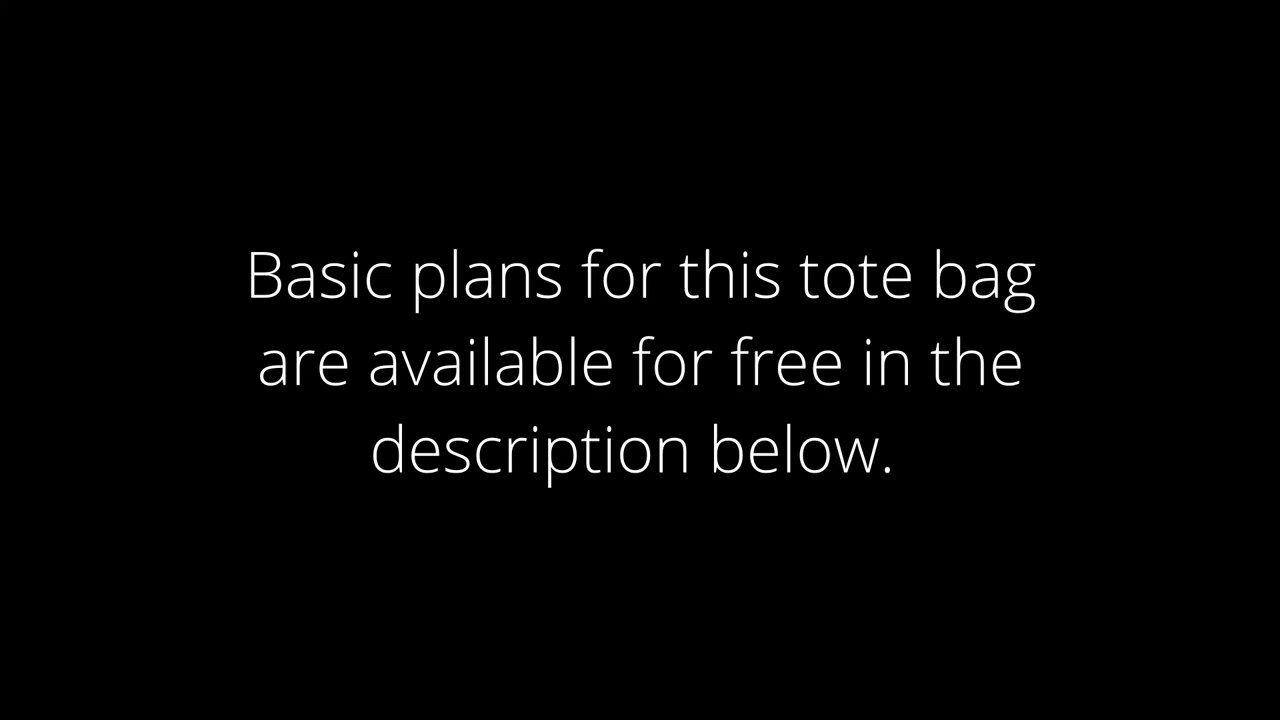 Basic plans for this tote bag
are available for free in the
description below.